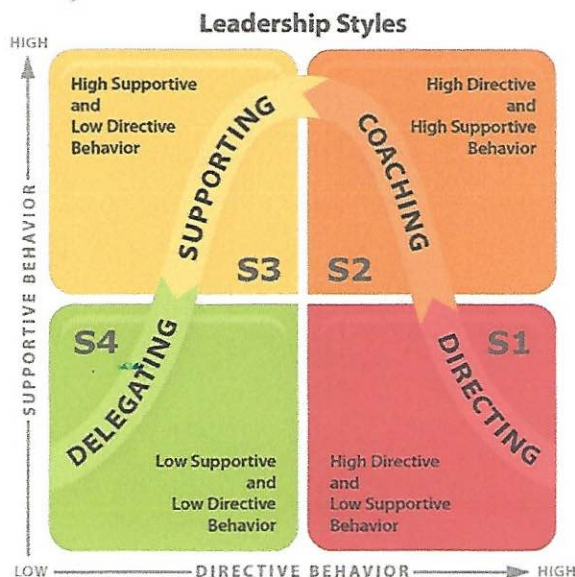 Leadership Styles
HIGH
High Supportive
and
Low Directive
Behavior
High Directive
and
High Supportive
Behavior
SUPPORTING
COACHING
S3
S2
SUPPORTIVE BEHAVIOR
S4
S1
DELEGATING
DIRECTING
Low Supportive
and
Low Directive
Behavior
High Directive
and
Low Supportive
Behavior
LOW
DIRECTIVE BEHAVIOR
HIGH